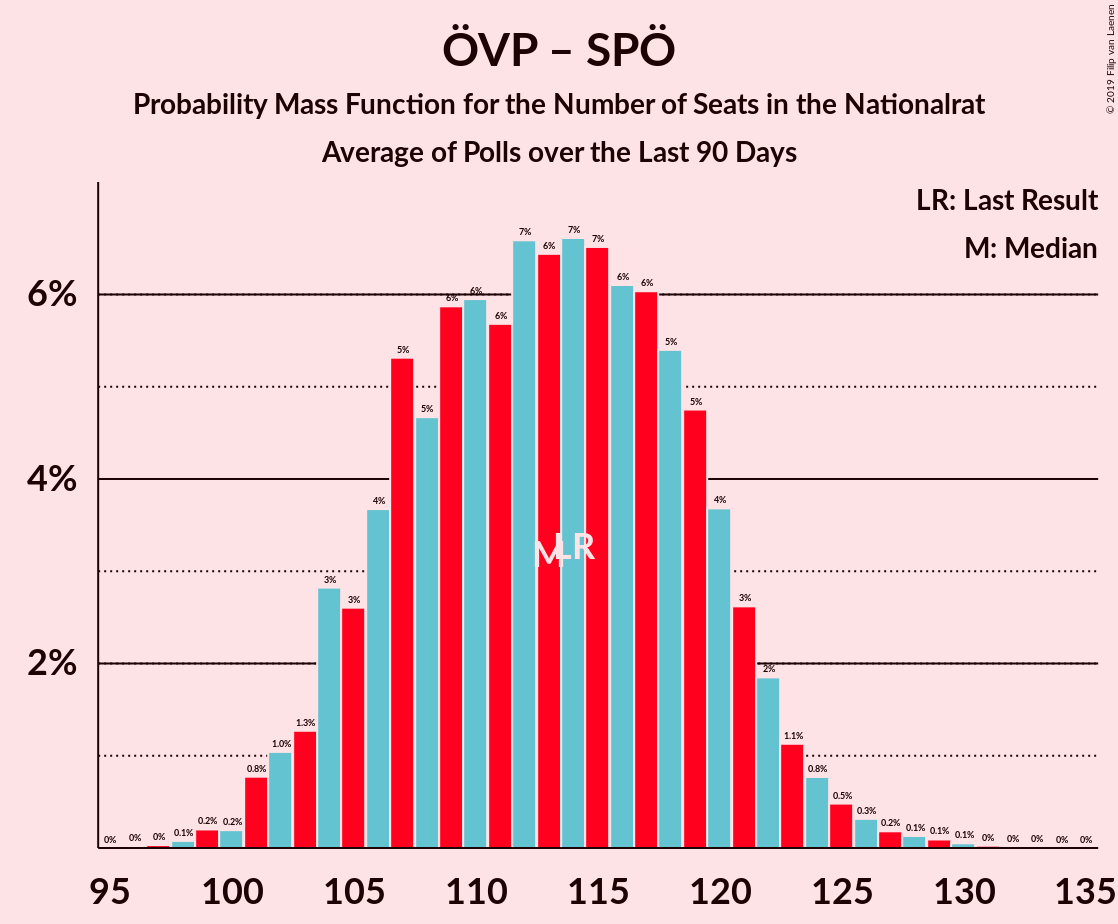 ÖVP – SPÖ
Probability Mass Function for the Number of Seats in the Nationalrat
Average of Polls over the Last 90 Days
© 2019 Filip van Laenen
LR: Last Result
M: Median
6%
4%
2%
0% 0% 0% 0.1% 0.2% 0.2% 0.8% 1.0% 1.3% 3% 3% 4% 5% 5% 6% 6% 6% 7% 6% 7% 7% 6% 6% 5% 5% 4% 3% 2% 1.1% 0.8% 0.5% 0.3% 0.2% 0.1% 0.1% 0.1% 0% 0% 0% 0% 0%
M LR
95 100 105 110 115 120 125 130 135